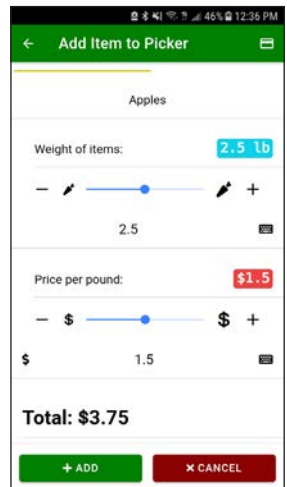 46% 12:36 PM
Add Item to Picker
Apples
Weight of items: 2.5 lb
2.5
Price per pound: $1.5
$ $
$ 1.5
Total: $3.75
+ ADD × CANCEL